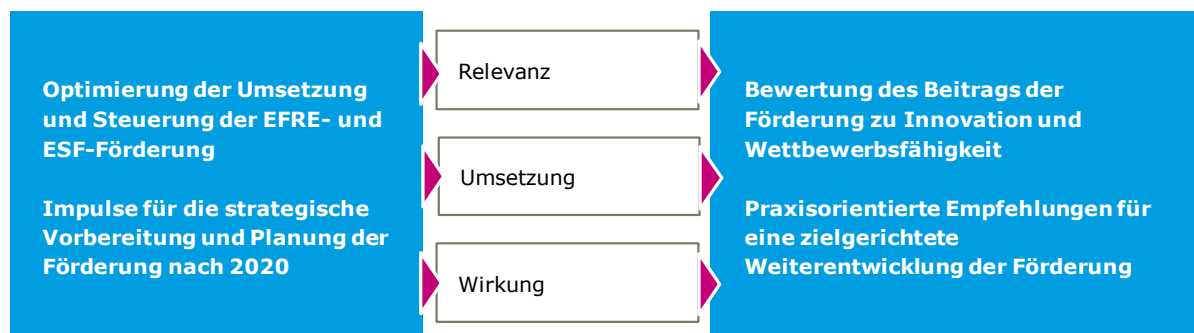 Optimierung der Umsetzung
und Steuerung der EFRE- und
ESF-Förderung
Impulse für die strategische
Vorbereitung und Planung der
Förderung nach 2020
Relevanz
Umsetzung
Wirkung
Bewertung des Beitrags der
Förderung zu Innovation und
Wettbewerbsfähigkeit
Praxisorientierte Empfehlungen für
eine zielgerichtete
Weiterentwicklung der Förderung